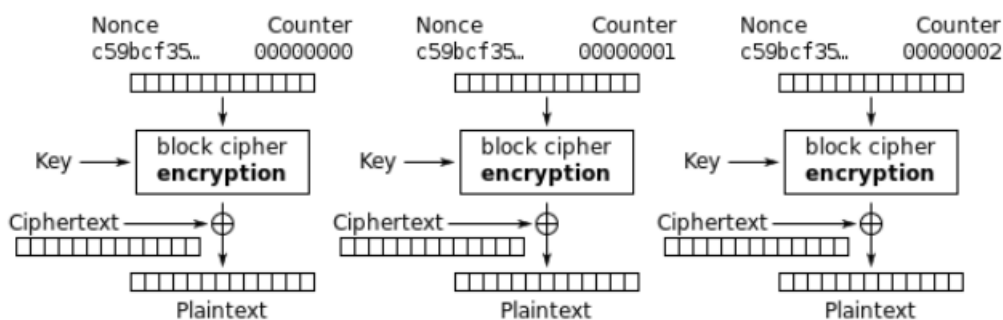 Nonce Counter Nonce Counter Nonce Counter
c59bcf35… 00000000 c59bcf35… 00000001 c59bcf35… 00000002
block cipher block cipher block cipher
Key Key Key
encryption encryption encryption
Ciphertext Ciphertext Ciphertext
Plaintext Plaintext Plaintext